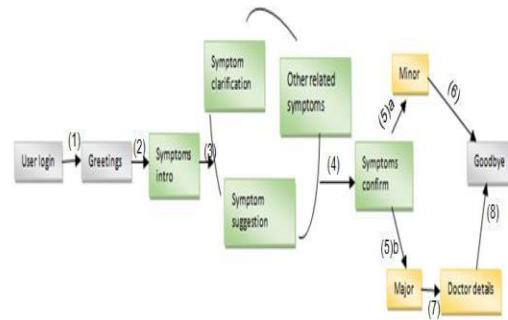 User login
(1)
Greetings
(2)
Symptoms
intro
(3)
Symptom
clarification
Other related
symptoms
Symptom
suggestion
(4)
Symptoms
confirm
(5)a
Minor
(6)
Goodbye
(5)b
Major
(7)
Doctor details
(8)